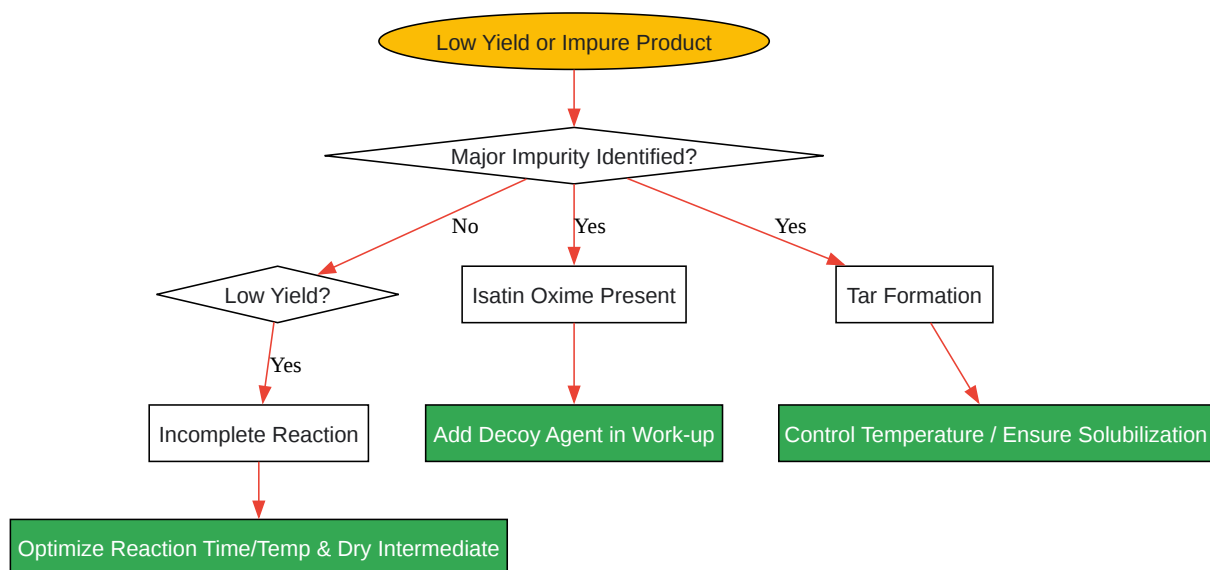 Low Yield or Impure Product
Major Impurity Identified?
No
Yes
Yes
Low Yield?
Isatin Oxime Present
Tar Formation
Yes
Incomplete Reaction
Add Decoy Agent in Work-up
Control Temperature / Ensure Solubilization
Optimize Reaction Time/Temp & Dry Intermediate